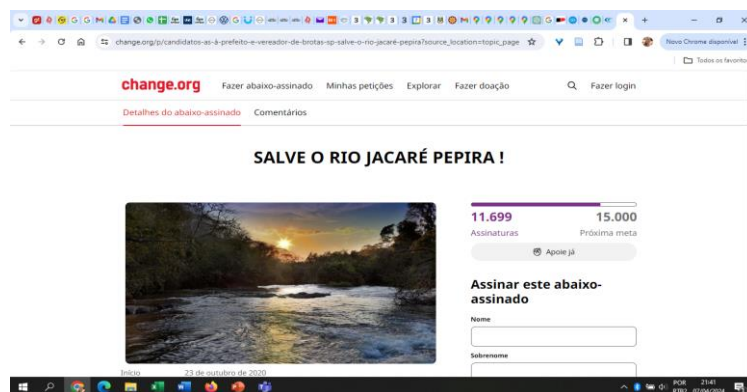 Novo Chrome disponível
change.org/p/candidatos-as-à-prefeito-e-vereador-de-brotas-sp-salve-o-rio-jacaré-pepira?source_location=topic_page
Todos os favoritos
change.org
Fazer abaixo-assinado Minhas petições Explorar Fazer doação Fazer login
Detalhes do abaixo-assinado Comentários
SALVE O RIO JACARÉ PEPIRA !
11.699 15.000
Assinaturas Próxima meta
Apoie já
Assinar este abaixo-
assinado
Nome
Sobrenome
Início 23 de outubro de 2020
POR 21:41
07/04/2024